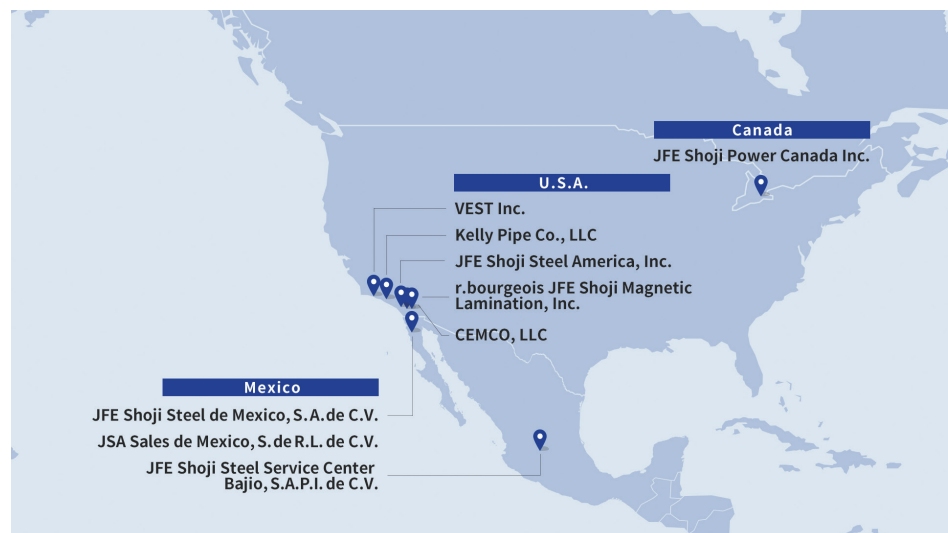 Canada
JFE Shoji Power Canada Inc.
U.S.A.
VEST Inc.
Kelly Pipe Co., LLC
JFE Shoji Steel America, Inc.
r.bourgeois JFE Shoji Magnetic
Lamination, Inc.
CEMCO, LLC
Mexico
JFE Shoji Steel de Mexico, S.A.de C.V.
JSA Sales de Mexico, S.de R.L. de C.V.
JFE Shoji Steel Service Center
Bajio, S.A.P.I. de C.V.